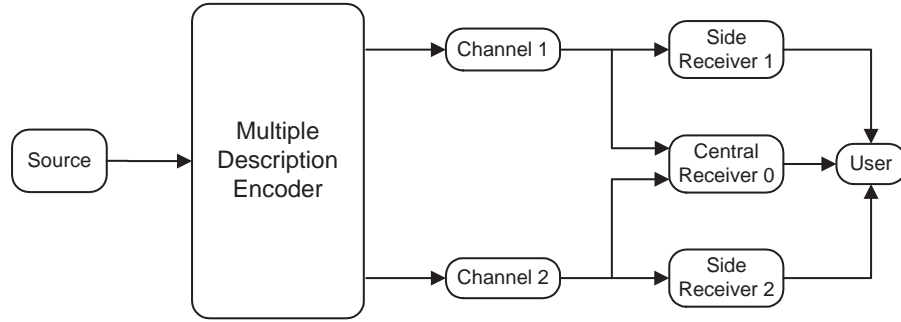 Source
Multiple
Description
Encoder
Channel 1
Channel 2
Side
Receiver 1
Central
Receiver 0
Side
Receiver 2
User